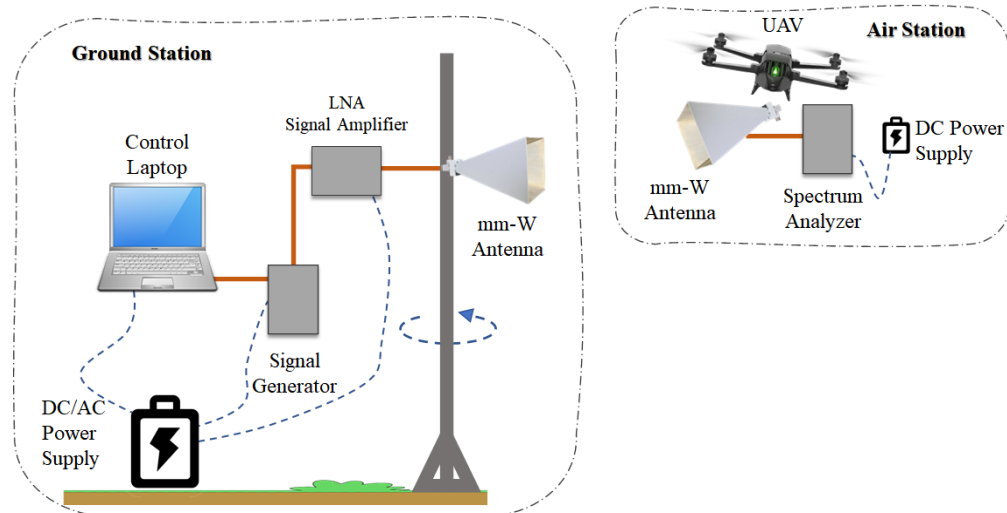 Ground Station
LNA
Signal Amplifier
Control
Laptop
mm-W
Antenna
Signal
Generator
DC/AC
Power
Supply
UAV
Air Station
DC Power
Supply
mm-W
Antenna
Spectrum
Analyzer